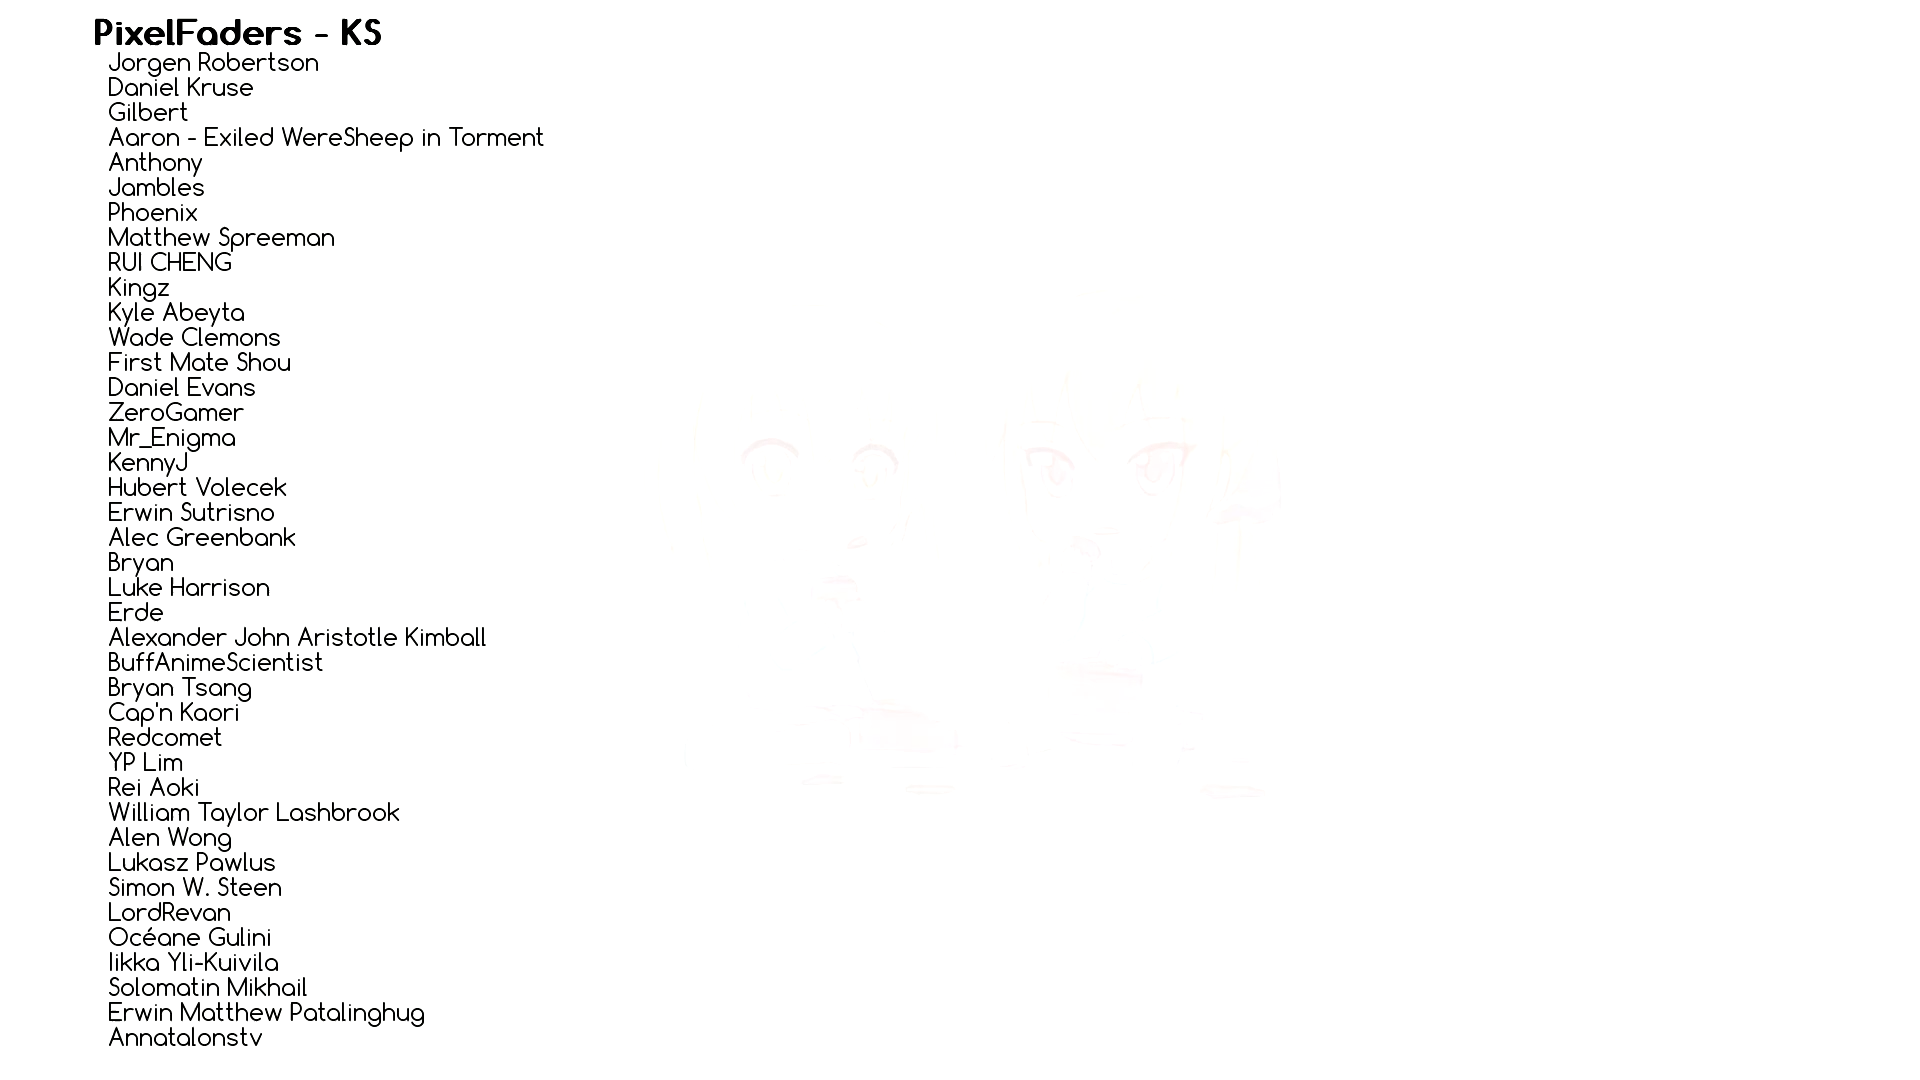 PixelFaders - KS
Jorgen Robertson
Daniel Kruse
Gilbert
Aaron - Exiled WereSheep in Torment
Anthony
Jambles
Phoenix
Matthew Spreeman
RUI CHENG
Kingz
Kyle Abeyta
Wade Clemons
First Mate Shou
Daniel Evans
ZeroGamer
Mr_Enigma
KennyJ
Hubert Volecek
Erwin Sutrisno
Alec Greenbank
Bryan
Luke Harrison
Erde
Alexander John Aristotle Kimball
BuffAnimeScientist
Bryan Tsang
Cap'n Kaori
Redcomet
YP Lim
Rei Aoki
William Taylor Lashbrook
Alen Wong
Lukasz Pawlus
Simon W. Steen
LordRevan
Océane Gulini
Iikka Yli-Kuivila
Solomatin Mikhail
Erwin Matthew Patalinghug
Annatalonstv